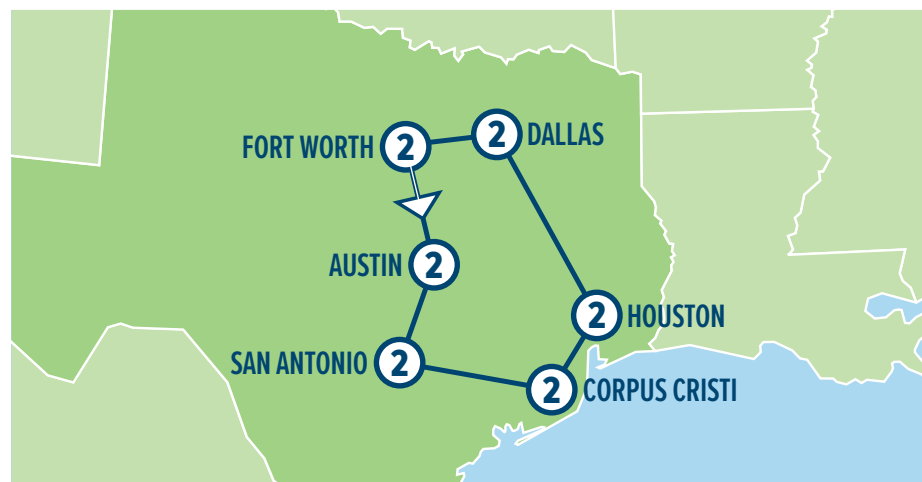 FORT WORTH 2
2 DALLAS
AUSTIN 2
2 HOUSTON
SAN ANTONIO 2
2 CORPUS CRISTI